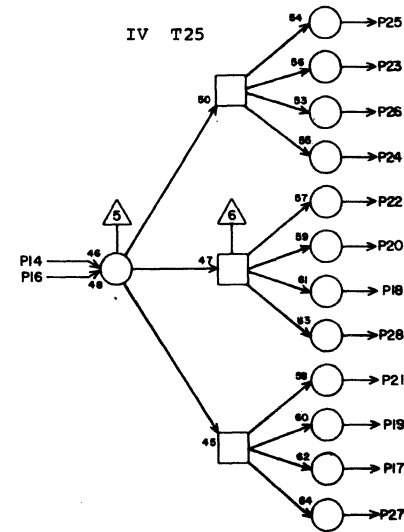 IV T25
54 P25
56 P23
50 53 P26
55 P24
5 6 57 P22
P14 46 47 59 P20
P16 48 61 P18
63 P28
58 P21
45 60 P19
62 P17
64 P27